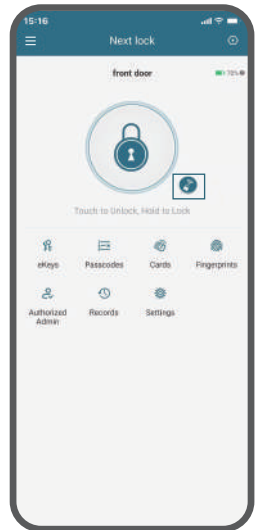 15:16
Next lock
front door
70%
Touch to Unlock, Hold to Lock
eKeys Passcodes Cards Fingerprints
Authorized Admin Records Settings